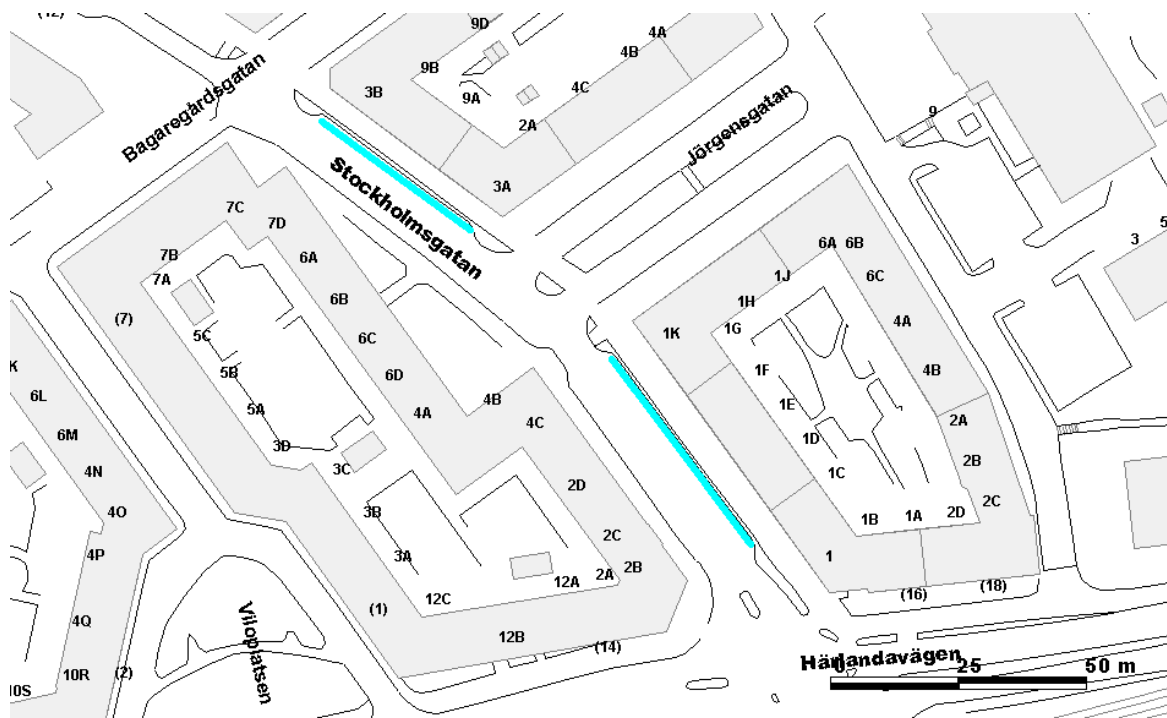 (12)
9D
4A
4B
9B
4C
3B
9A
Bagaregårdsgatan
2A
9
Jörgensgatan
3A
Stockholmsgatan
7C
7D
5
3
7B
6A
6A 6B
7A
1J
6C
6B
1H
(7)
1K
1G
4A
5C
6C
K
5B
6D
1F
4B
6L
4B
5A
4A
4C
1E
2A
6M
3D
1D
4N
3C
2B
1C
2D
4O
3B
2C
1B
1A
2D
2C
4P
3A
1
2B
12A
2A
(18)
(16)
12C
(1)
4Q
12B
(14)
Viloplatsen
Härlandavägen
10R
(2)
0
25
50 m
10S